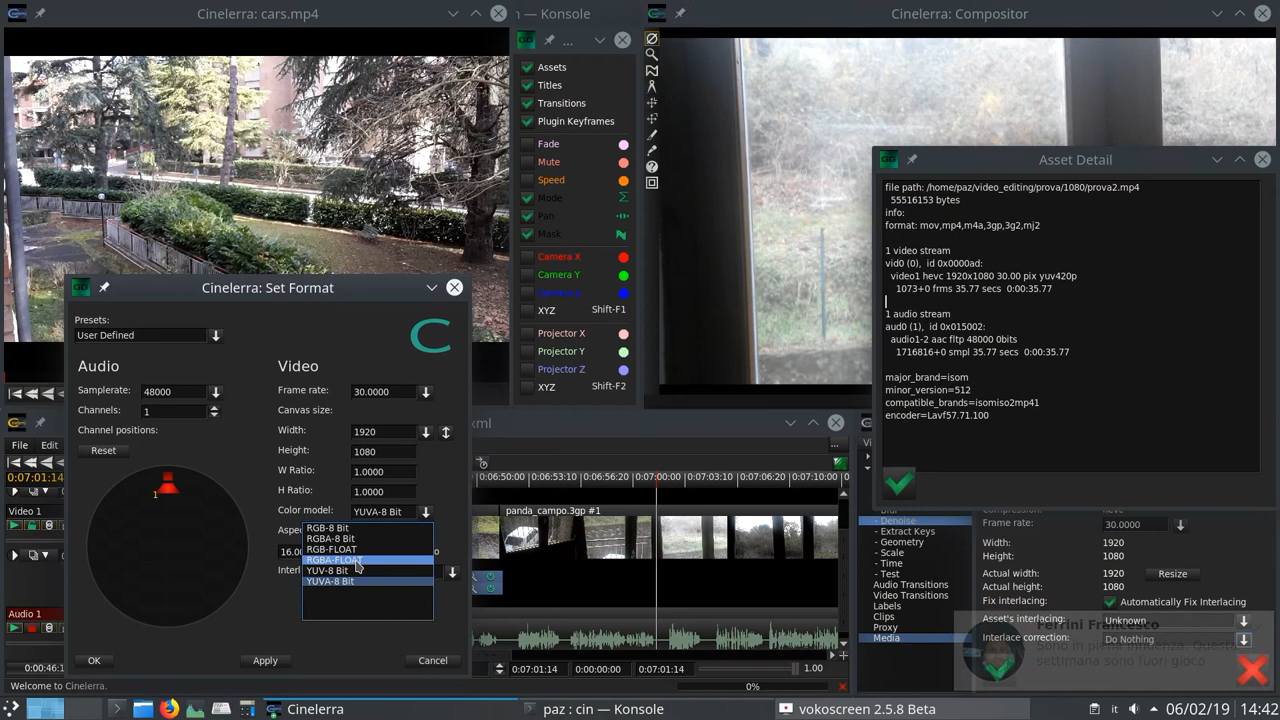 Cinelerra: cars.mp4
n — Konsole
Cinelerra: Compositor
...
Assets
Titles
Transitions
Plugin Keyframes
Fade
Mute
Speed
Mode
Pan
Mask
Camera X
Camera Y
XYZ Shift-F1
Projector X
Projector Y
Projector Z
XYZ Shift-F2
Asset Detail
file path: /home/paz/video_editing/prova/1080/prova2.mp4
55516153 bytes
info:
format: mov,mp4,m4a,3gp,3g2,mj2
1 video stream
vid0 (0), id 0x0000ad:
video1 hevc 1920x1080 30.00 pix yuv420p
1073+0 frms 35.77 secs 0:00:35.77
1 audio stream
aud0 (1), id 0x015002:
audio1-2 aac fltp 48000 0bits
1716816+0 smpl 35.77 secs 0:00:35.77
major_brand=isom
minor_version=512
compatible_brands=isomiso2mp41
encoder=Lavf57.71.100
Cinelerra: Set Format
Presets:
User Defined
Audio
Samplerate: 48000
Channels: 1
Channel positions:
Reset
1
Video
Frame rate: 30.0000
Canvas size:
Width: 1920
Height: 1080
W Ratio: 1.0000
H Ratio: 1.0000
Color model: YUVA-8 Bit
RGB-8 Bit
RGBA-8 Bit
RGB-FLOAT
RGBA-FLOAT
YUV-8 Bit
YUVA-8 Bit
OK
Apply
Cancel
xml
File Edit
0:07:01:14
Video 1
Audio 1
0:00:46:1
0:06:50:00 0:06:56:20 0:07:00:00 0:07:03:10 0:07:06:20 0:07:10:00
panda_campo.3gp #1
0:07:01:14 0:00:00:00 0:07:01:14 1.00
Welcome to Cinelerra.
0%
- Denoise
- Extract Keys
- Geometry
- Scale
- Time
- Test
Audio Transitions
Video Transitions
Labels
Clips
Proxy
Media
Frame rate: 30.0000
Width: 1920
Height: 1080
Actual width: 1920
Resize
Actual height: 1080
Fix interlacing: Automatically Fix Interlacing
Asset's interlacing: Unknown
Interlace correction: Do Nothing
Ferrini Francesco
Sono in piena influenza. Questa
settimana sono fuori gioco
Cinelerra
paz : cin — Konsole
vokoscreen 2.5.8 Beta
it
06/02/19
14:42